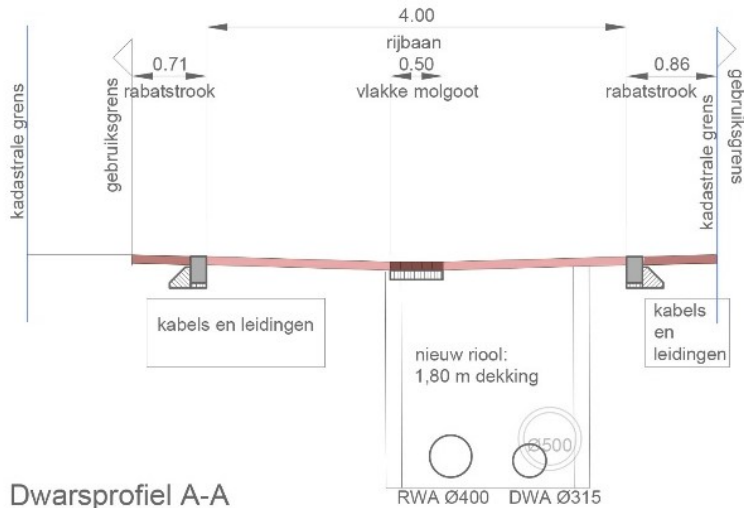 4.00
rijbaan
0.71
0.50
0.86
rabatstrook
vlakke molgoot
rabatstrook
kadastrale grens
gebruiksgrens
kadastrale grens
gebruiksgrens
kabels en leidingen
kabels
en
leidingen
nieuw riool:
1,80 m dekking
Ø500
RWA Ø400
DWA Ø315
Dwarsprofiel A-A